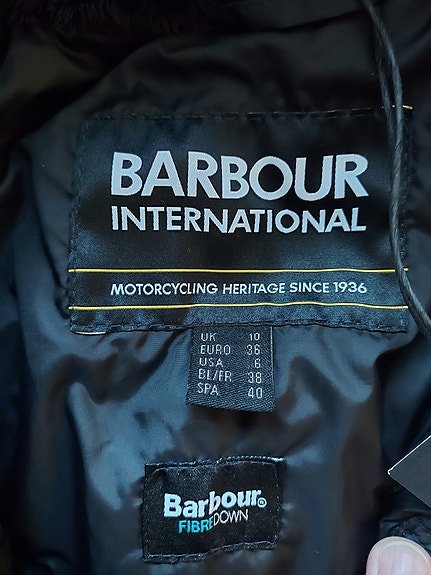 BARBOUR
INTERNATIONAL
MOTORCYCLING HERITAGE SINCE 1936
UK 10
EURO 36
USA 6
BL/FR 38
SPA 40
Barbour®
FIBREDOWN